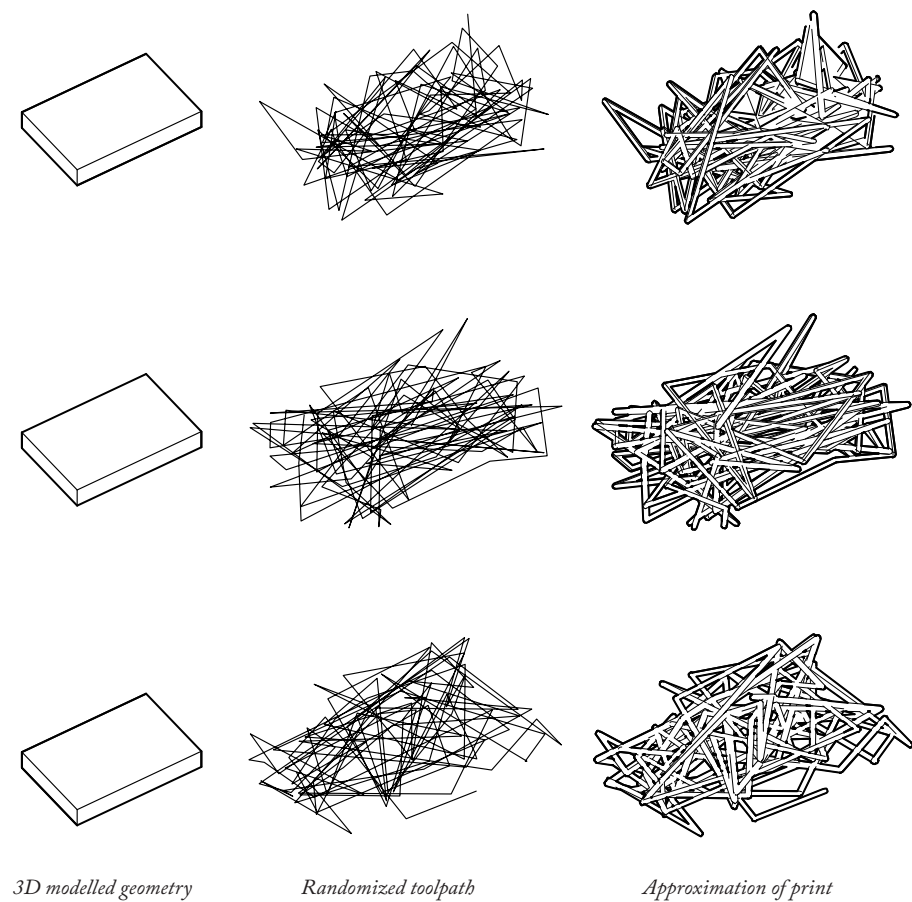 3D modelled geometry
Randomized toolpath
Approximation of print